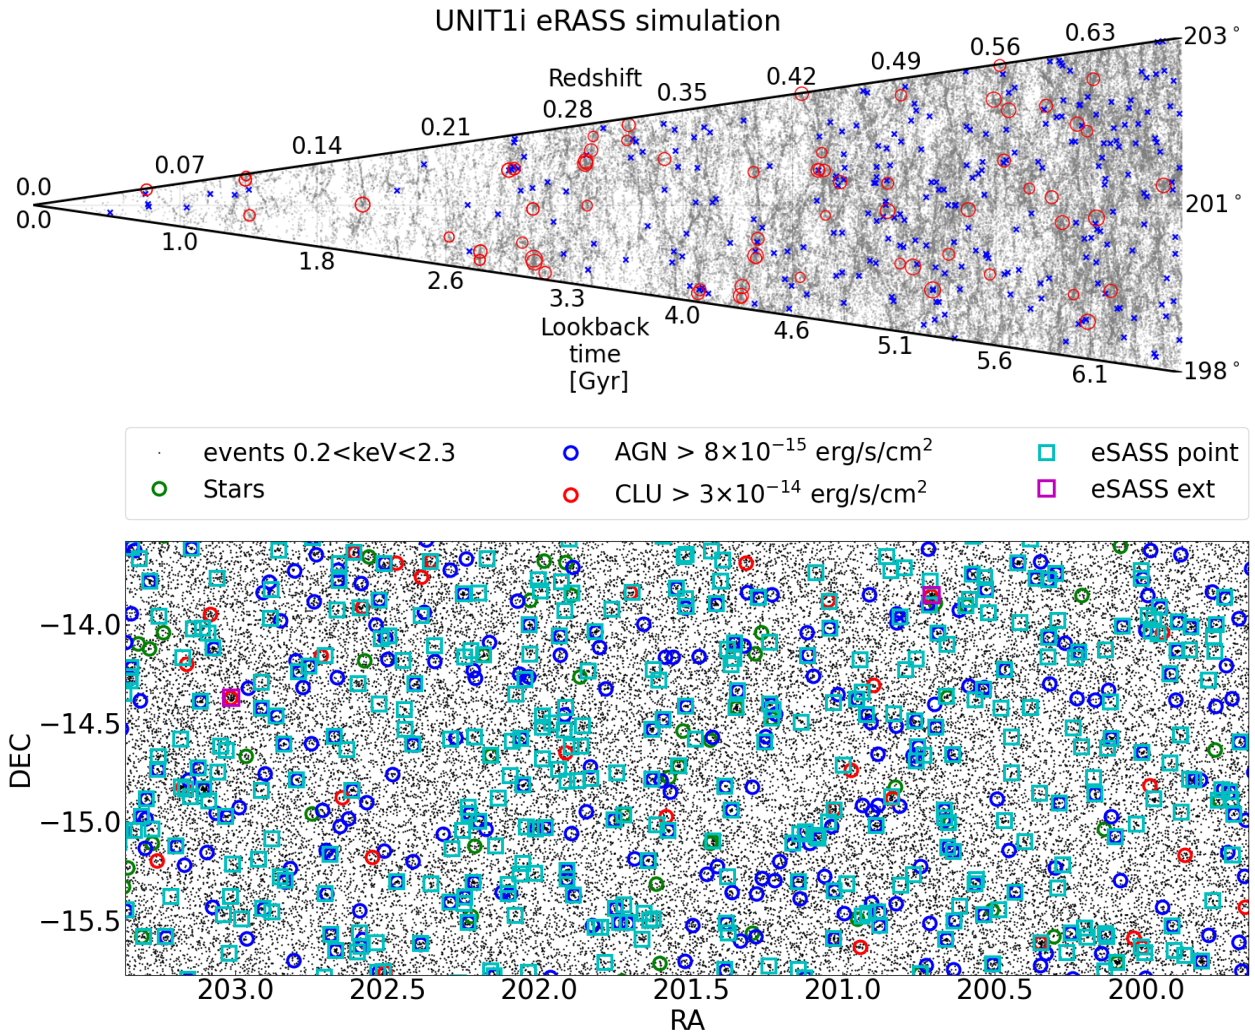 UNIT1i eRASS simulation
Redshift
0.0
0.07
0.14
0.21
0.28
0.35
0.42
0.49
0.56
0.63
203°
201°
198°
0.0
1.0
1.8
2.6
3.3
4.0
4.6
5.1
5.6
6.1
Lookback
time
[Gyr]
events 0.2<keV<2.3
Stars
AGN > 8×10⁻¹⁵ erg/s/cm²
CLU > 3×10⁻¹⁴ erg/s/cm²
eSASS point
eSASS ext
DEC
−14.0
−14.5
−15.0
−15.5
203.0 202.5 202.0 201.5 201.0 200.5 200.0
RA